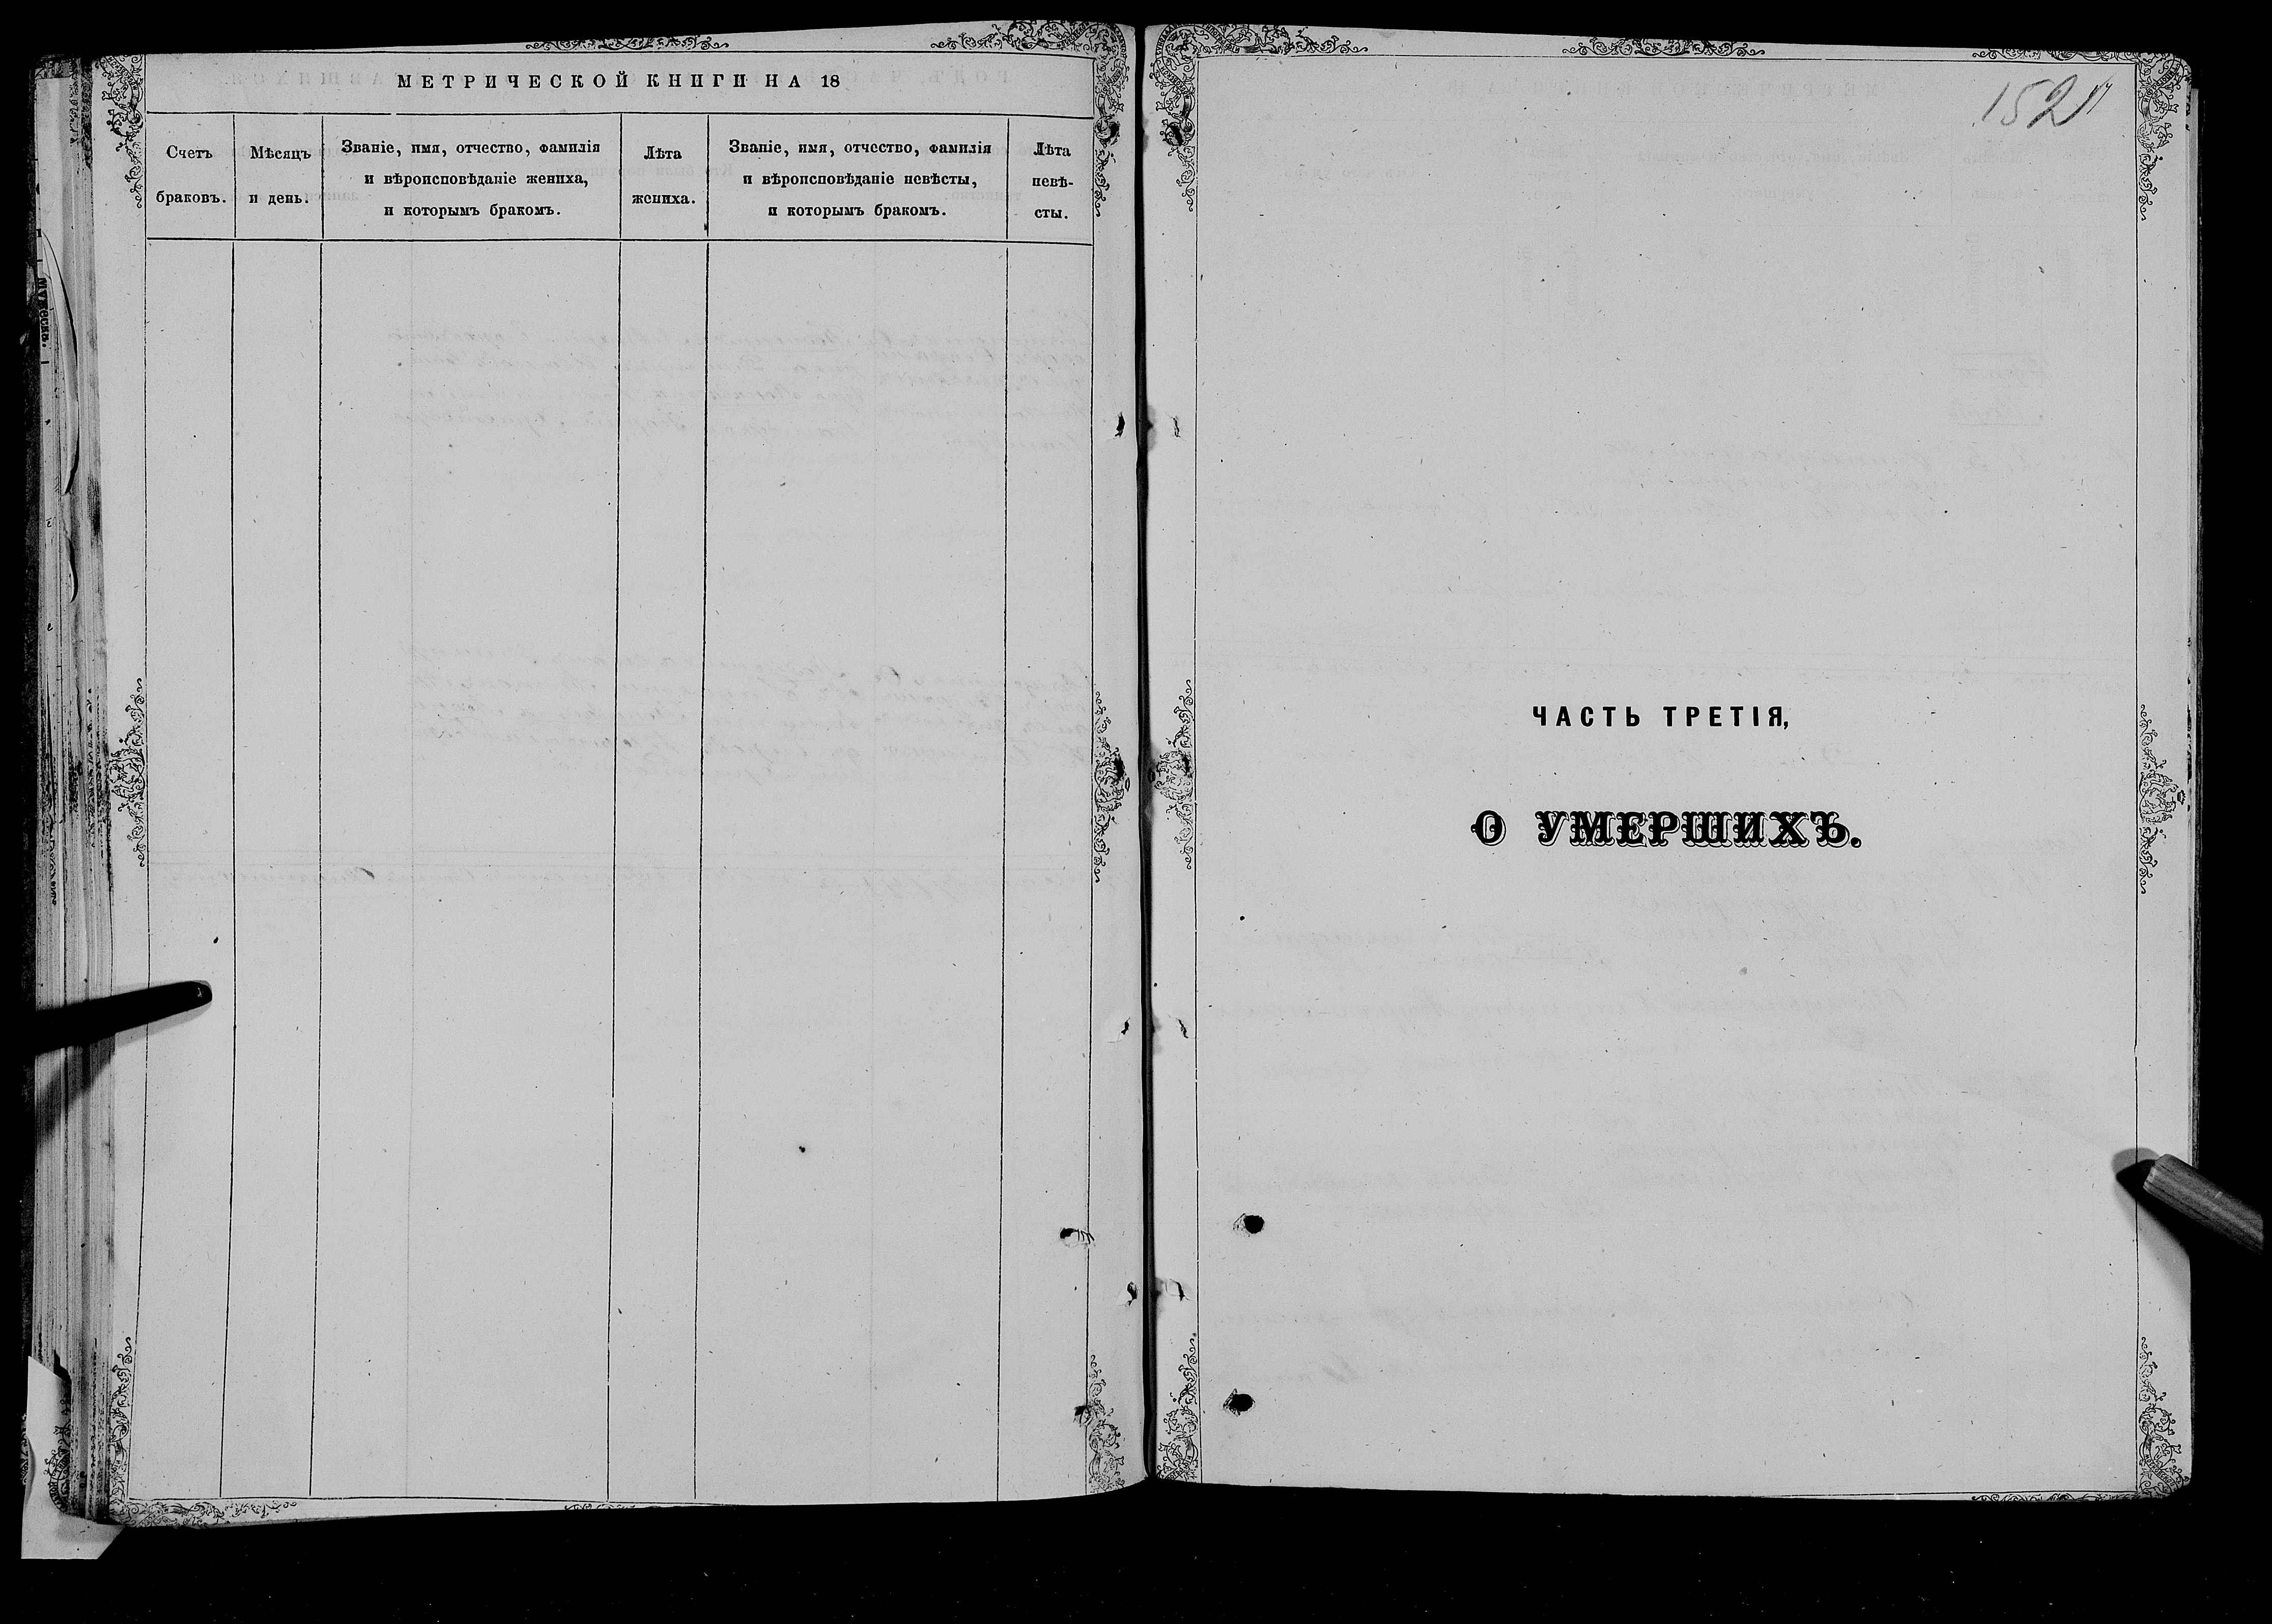 МЕТРИЧЕСКОЙ КНИГИ НА 18
Счетъ
браковъ.
Мѣсяцъ
и день.
Званіе, имя, отчество, фамилія
и вѣроисповѣданіе жениха,
и которымъ бракомъ.
Лѣта
жениха.
Званіе, имя, отчество, фамилія
и вѣроисповѣданіе невѣсты,
и которымъ бракомъ.
Лѣта
невѣ-
сты.
152
ЧАСТЬ ТРЕТІЯ,
О УМЕРШИХЪ.